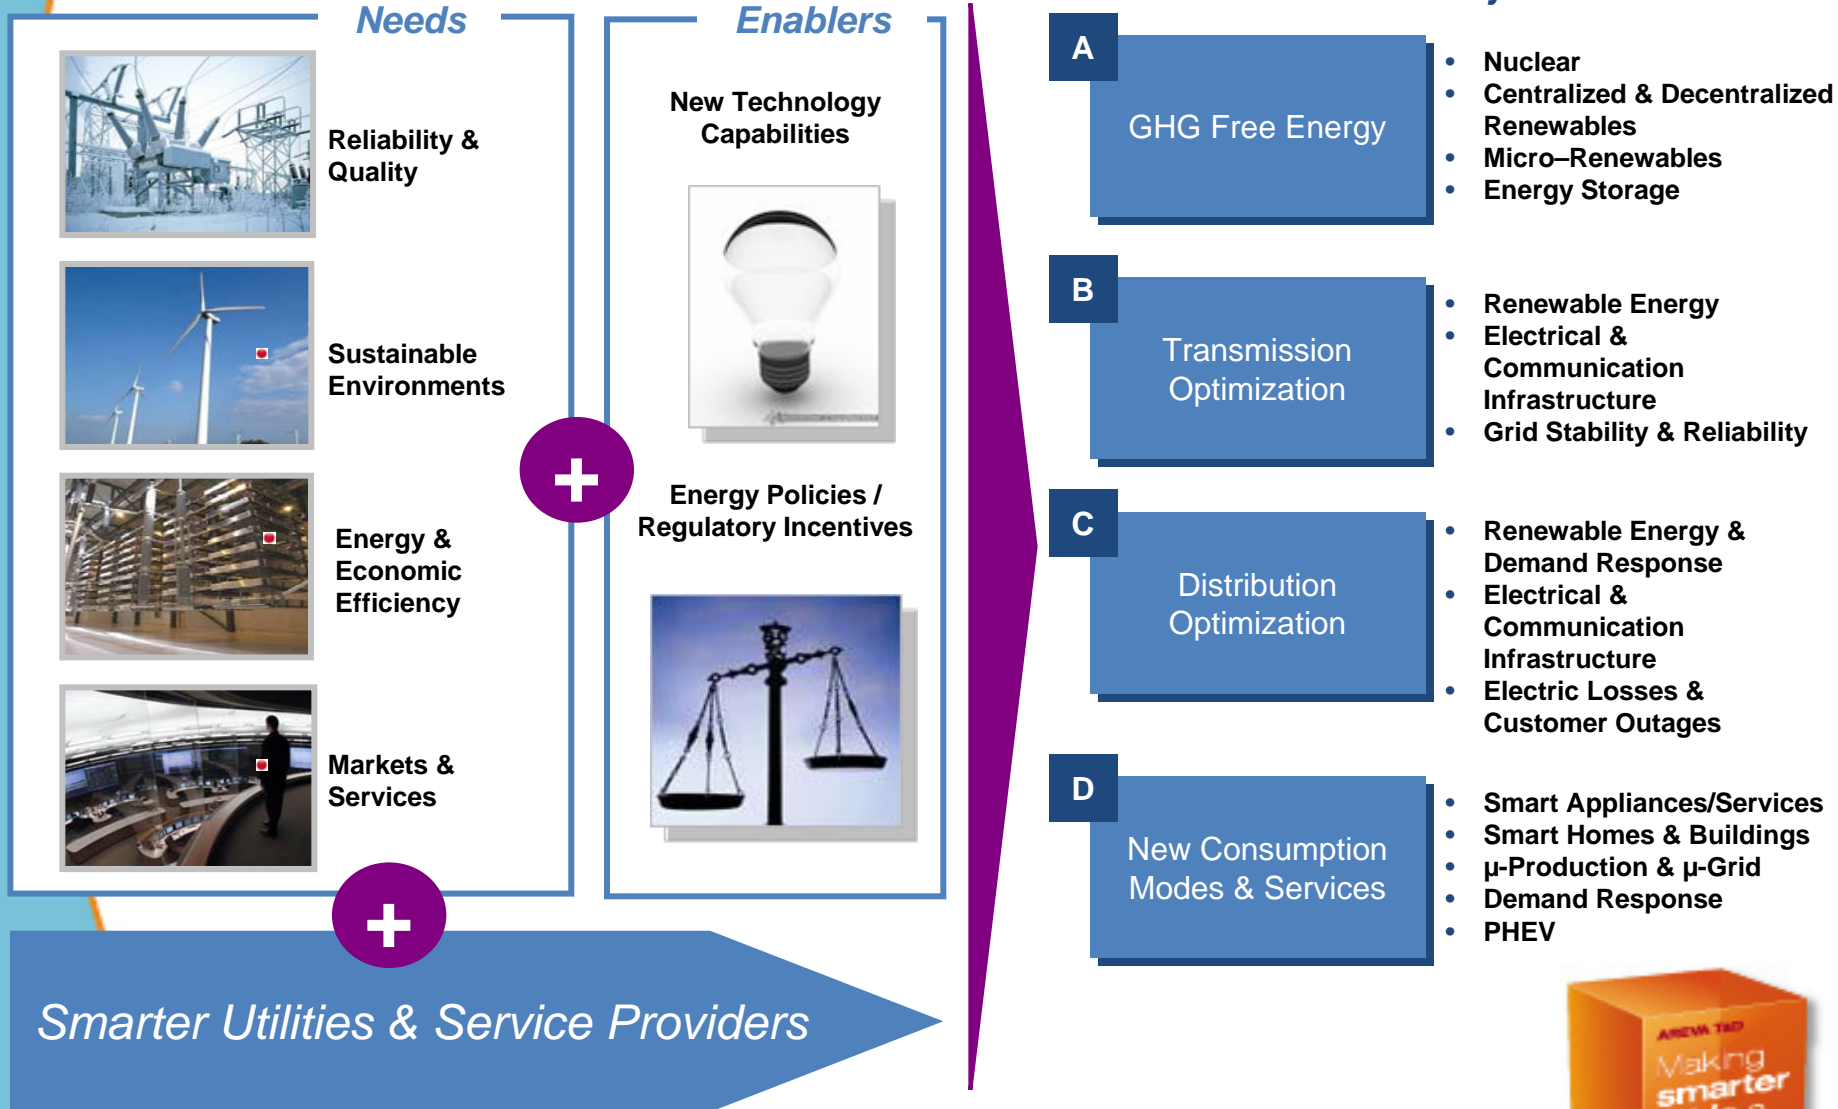 Needs
Reliability &
Quality
Sustainable
Environments
Energy &
Economic
Efficiency
Markets &
Services
+
Enablers
New Technology
Capabilities
Energy Policies /
Regulatory Incentives
+
Smarter Utilities & Service Providers
A
GHG Free Energy
• Nuclear
• Centralized & Decentralized
Renewables
• Micro–Renewables
• Energy Storage
B
Transmission
Optimization
• Renewable Energy
• Electrical &
Communication
Infrastructure
• Grid Stability & Reliability
C
Distribution
Optimization
• Renewable Energy &
Demand Response
• Electrical &
Communication
Infrastructure
• Electric Losses &
Customer Outages
D
New Consumption
Modes & Services
• Smart Appliances/Services
• Smart Homes & Buildings
• µ-Production & µ-Grid
• Demand Response
• PHEV
AREVA T&D
Making
smarter